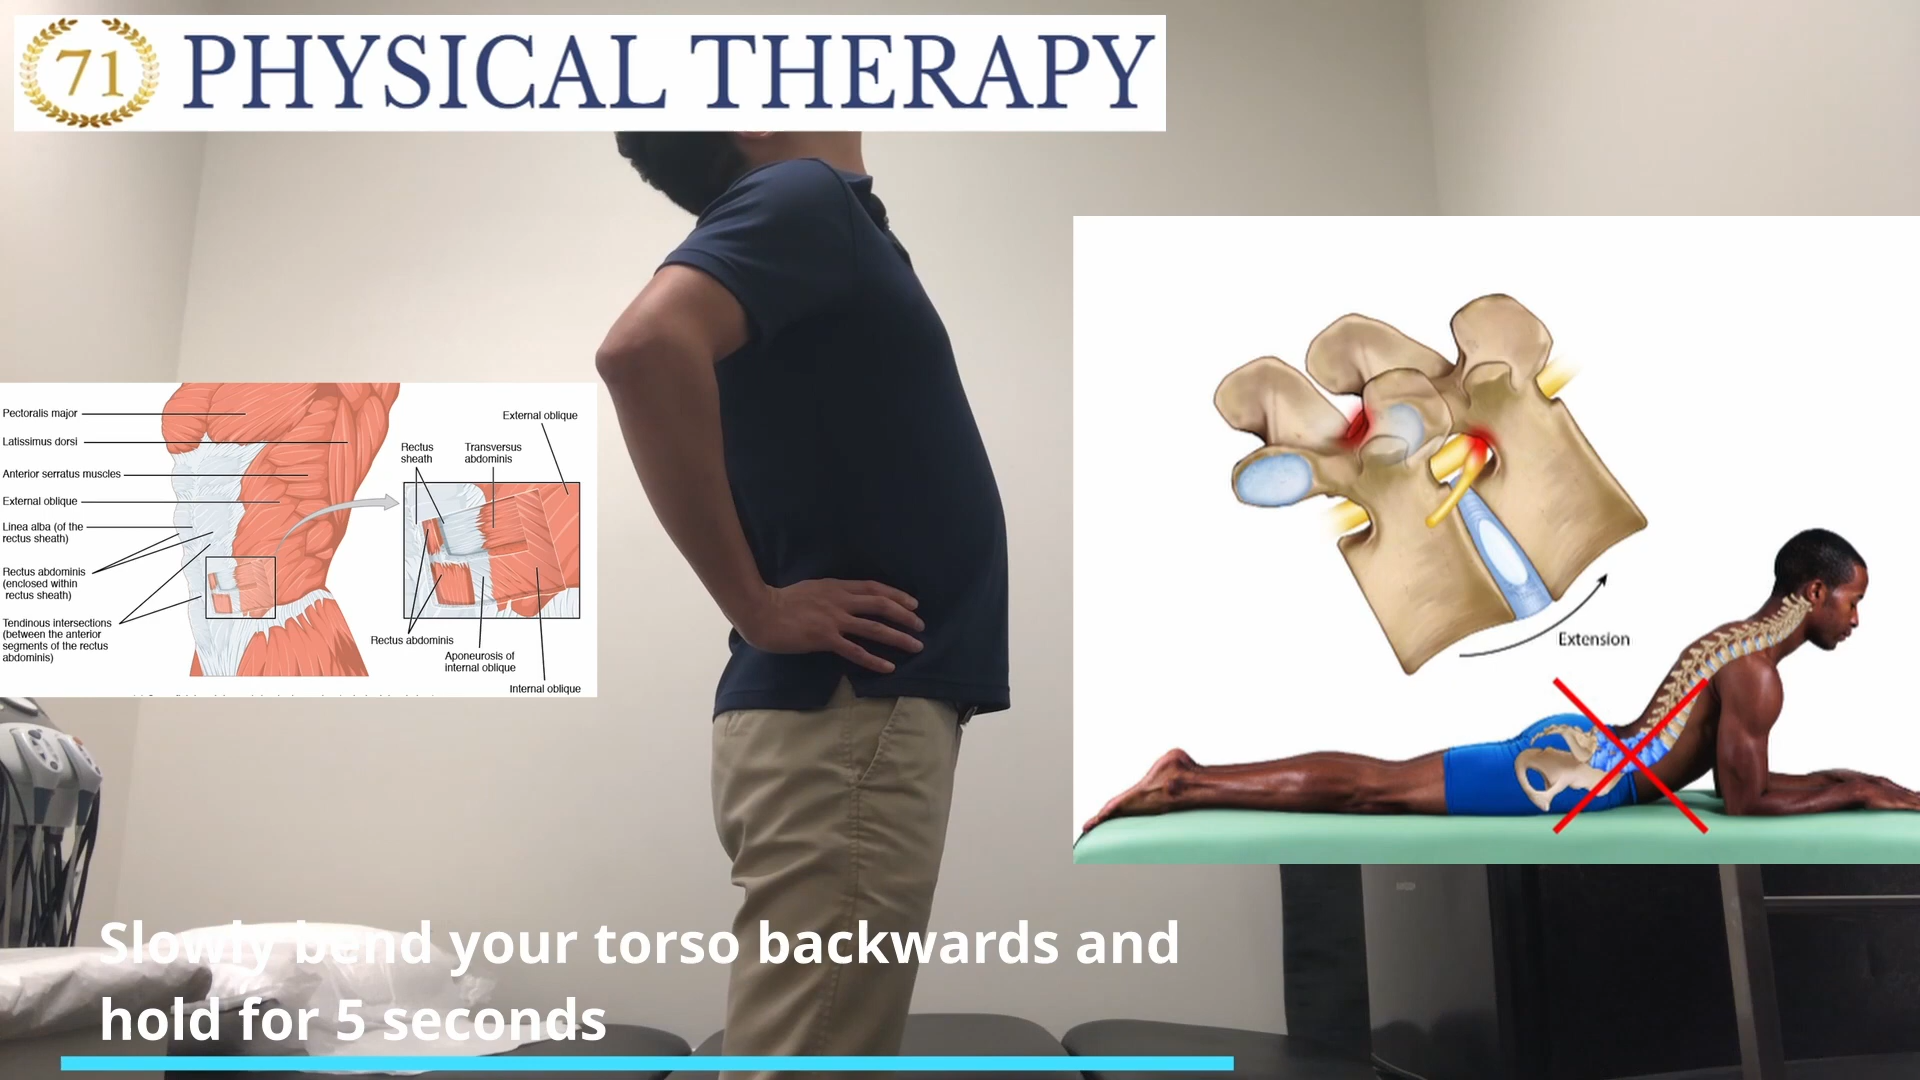 71 PHYSICAL THERAPY
Pectoralis major
Latissimus dorsi
Anterior serratus muscles
External oblique
Linea alba (of the
rectus sheath)
Rectus abdominis
(enclosed within
rectus sheath)
Tendinous intersections
(between the anterior
segments of the rectus
abdominis)
External oblique
Rectus
sheath
Transversus
abdominis
Rectus abdominis
Aponeurosis of
internal oblique
Internal oblique
Extension
Slowly bend your torso backwards and
hold for 5 seconds